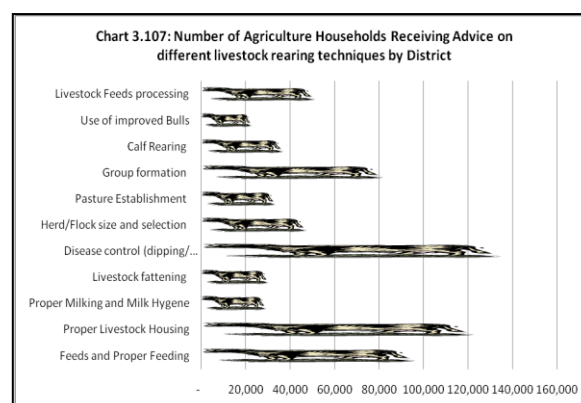 Chart 3.107: Number of Agriculture Households Receiving Advice on
different livestock rearing techniques by District
Livestock Feeds processing
Use of improved Bulls
Calf Rearing
Group formation
Pasture Establishment
Herd/Flock size and selection
Disease control (dipping/...
Livestock fattening
Proper Milking and Milk Hygene
Proper Livestock Housing
Feeds and Proper Feeding
- 20,000 40,000 60,000 80,000 100,000 120,000 140,000 160,000